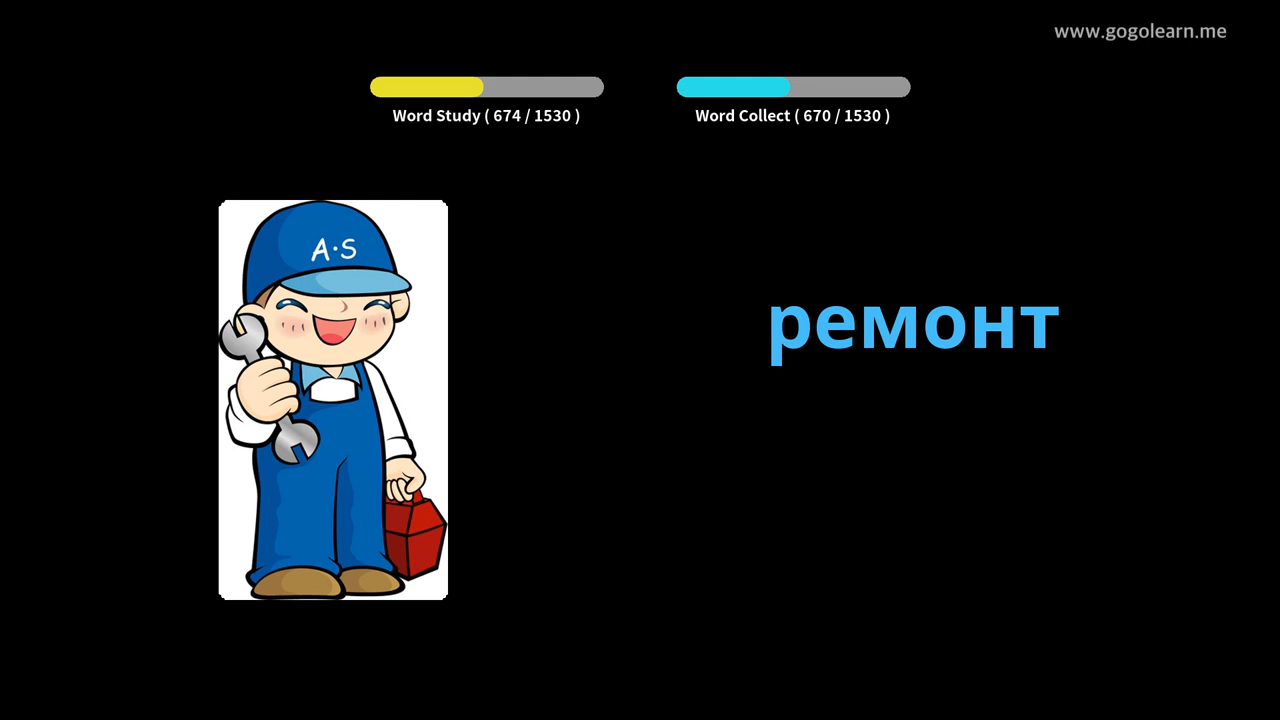 www.gogolearn.me
Word Study ( 674 / 1530 )
Word Collect ( 670 / 1530 )
A·S
ремонт